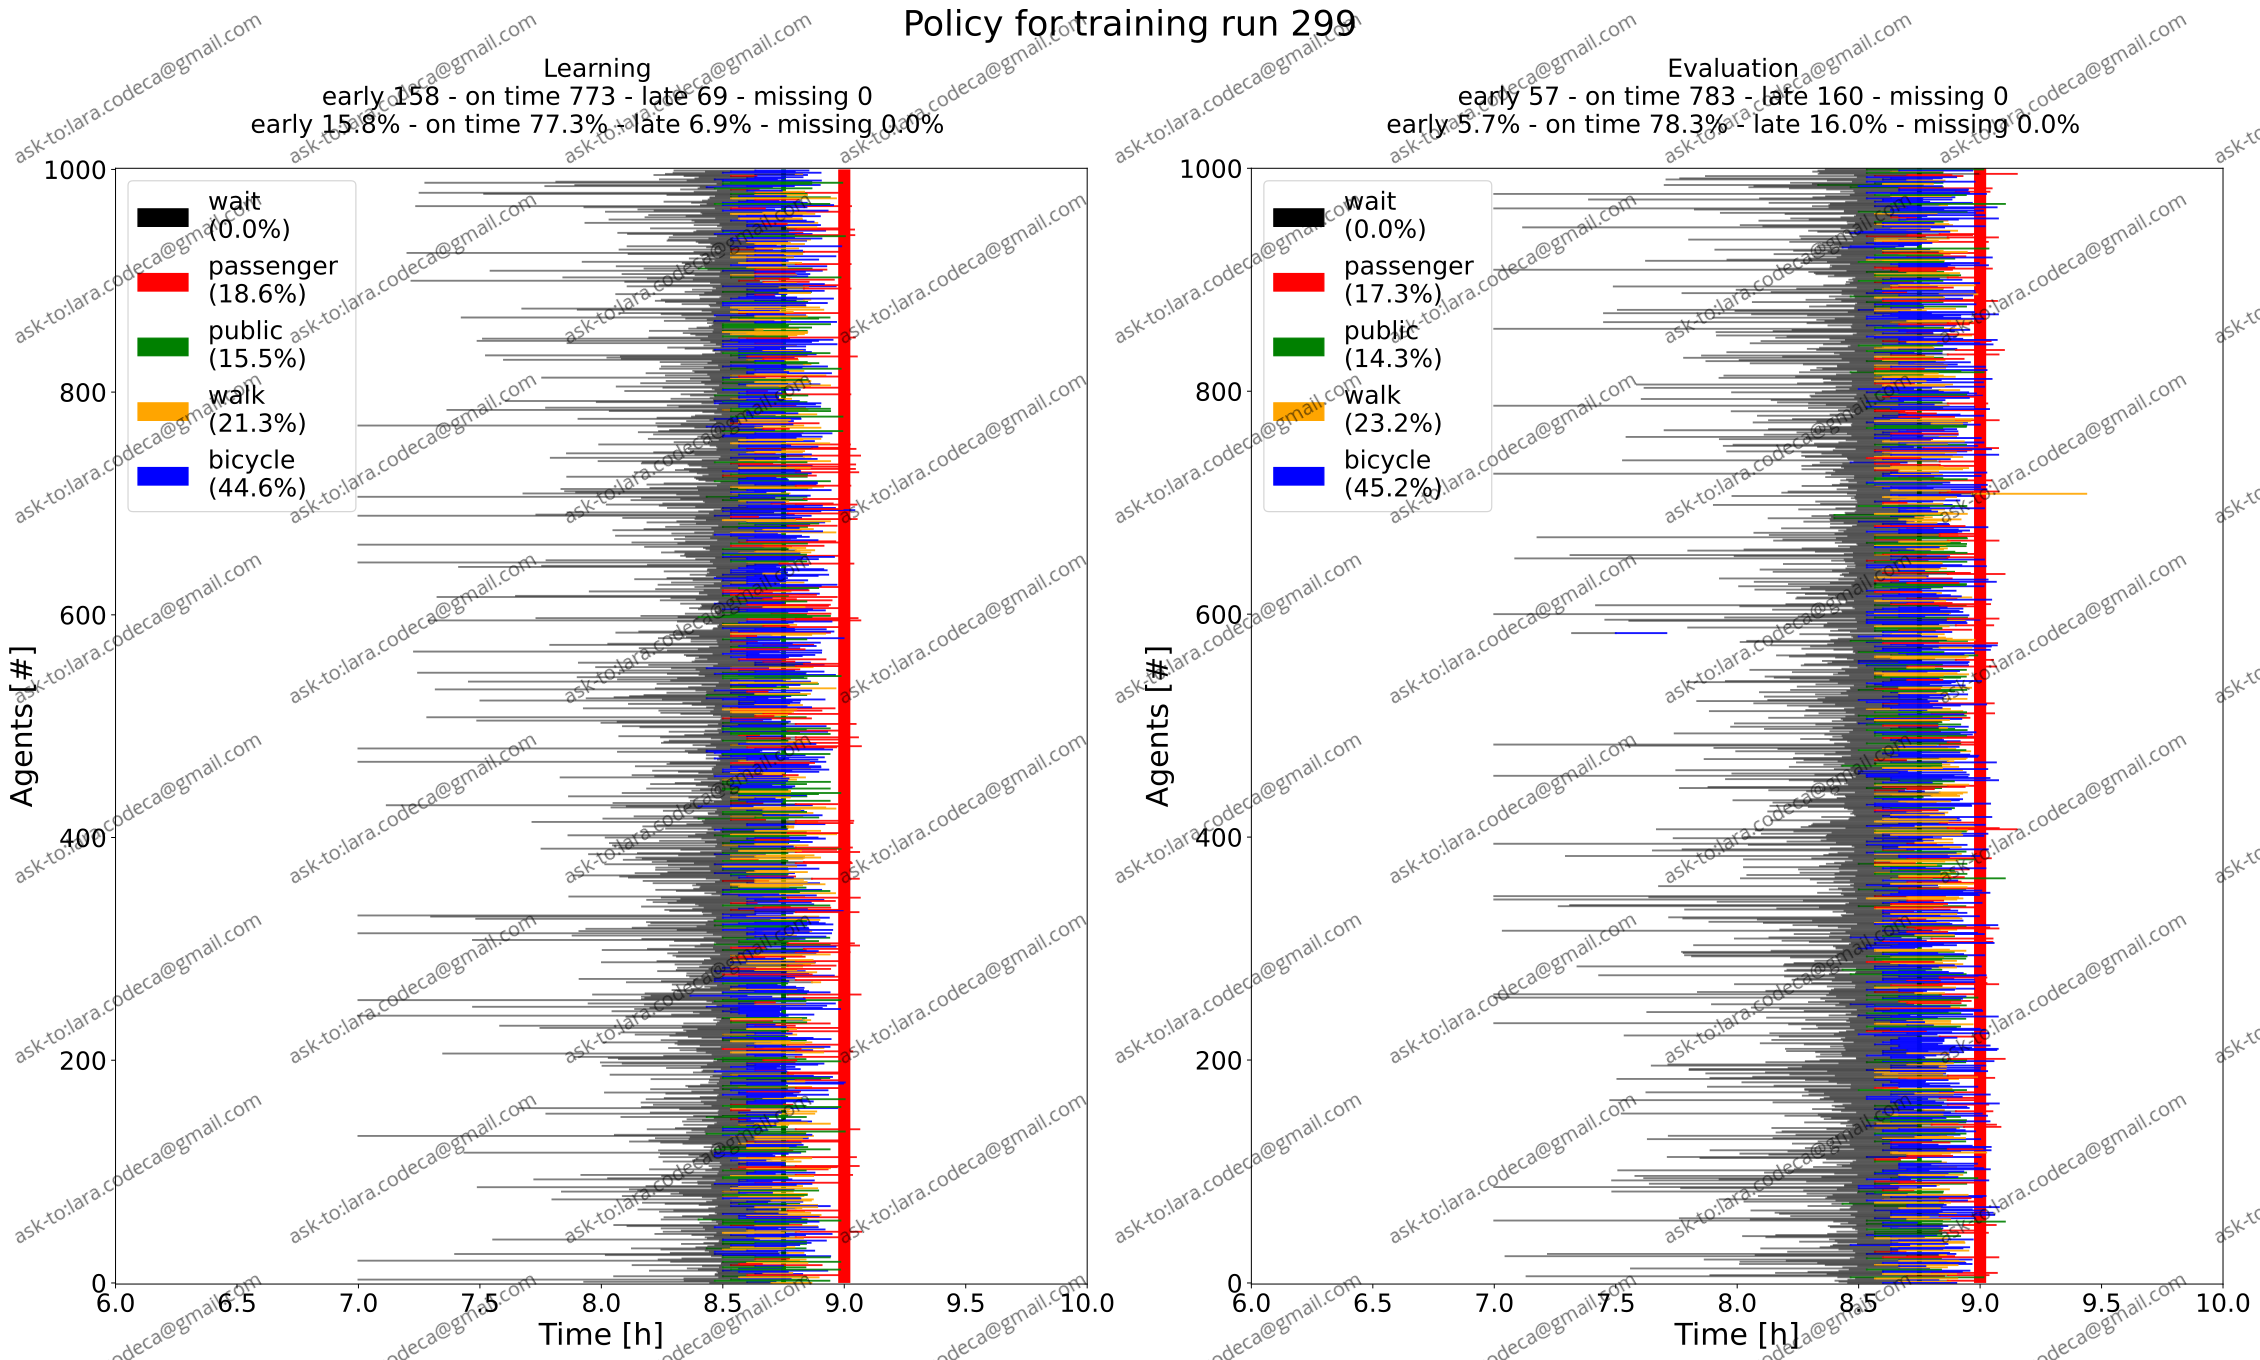 Policy for training run 299
Learning
early 158 - on time 773 - late 69 - missing 0
early 15.8% - on time 77.3% - late 6.9% - missing 0.0%
1000
800
600
400
200
0
Agents [#]
wait
(0.0%)
passenger
(18.6%)
public
(15.5%)
walk
(21.3%)
bicycle
(44.6%)
6.0 6.5 7.0 7.5 8.0 8.5 9.0 9.5 10.0
Time [h]
Evaluation
early 57 - on time 783 - late 160 - missing 0
early 5.7% - on time 78.3% - late 16.0% - missing 0.0%
1000
800
600
400
200
0
Agents [#]
wait
(0.0%)
passenger
(17.3%)
public
(14.3%)
walk
(23.2%)
bicycle
(45.2%)
6.0 6.5 7.0 7.5 8.0 8.5 9.0 9.5 10.0
Time [h]
ask-to:lara.codeca@gmail.com